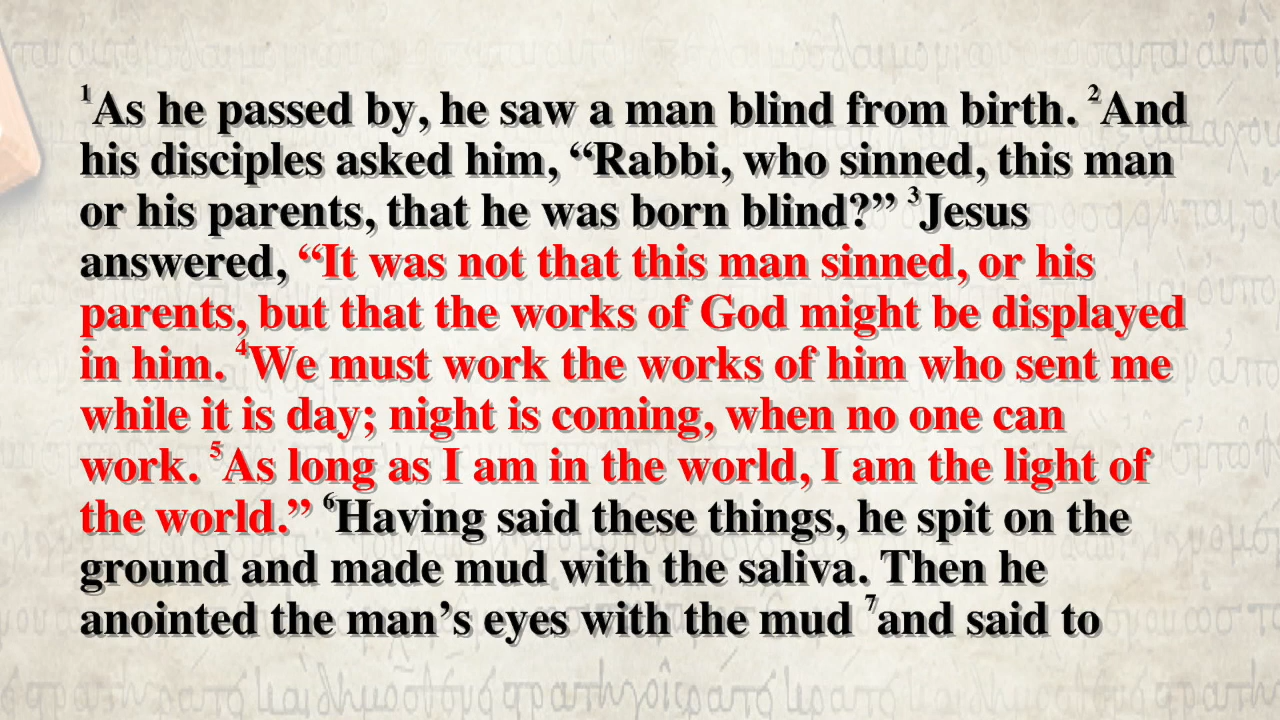 ¹As he passed by, he saw a man blind from birth. ²And
his disciples asked him, “Rabbi, who sinned, this man
or his parents, that he was born blind?” ³Jesus
answered, “It was not that this man sinned, or his
parents, but that the works of God might be displayed
in him. ⁴We must work the works of him who sent me
while it is day; night is coming, when no one can
work. ⁵As long as I am in the world, I am the light of
the world.” ⁶Having said these things, he spit on the
ground and made mud with the saliva. Then he
anointed the man’s eyes with the mud ⁷and said to